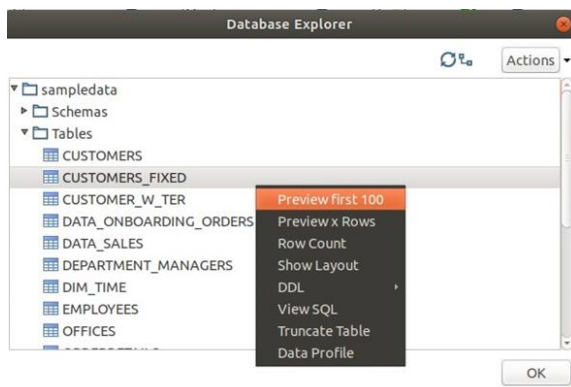 Database Explorer
Actions
sampledata
Schemas
Tables
CUSTOMERS
CUSTOMERS_FIXED
CUSTOMER_W_TER
DATA_ONBOARDING_ORDERS
DATA_SALES
DEPARTMENT_MANAGERS
DIM_TIME
EMPLOYEES
OFFICES
Preview first 100
Preview x Rows
Row Count
Show Layout
DDL
View SQL
Truncate Table
Data Profile
OK